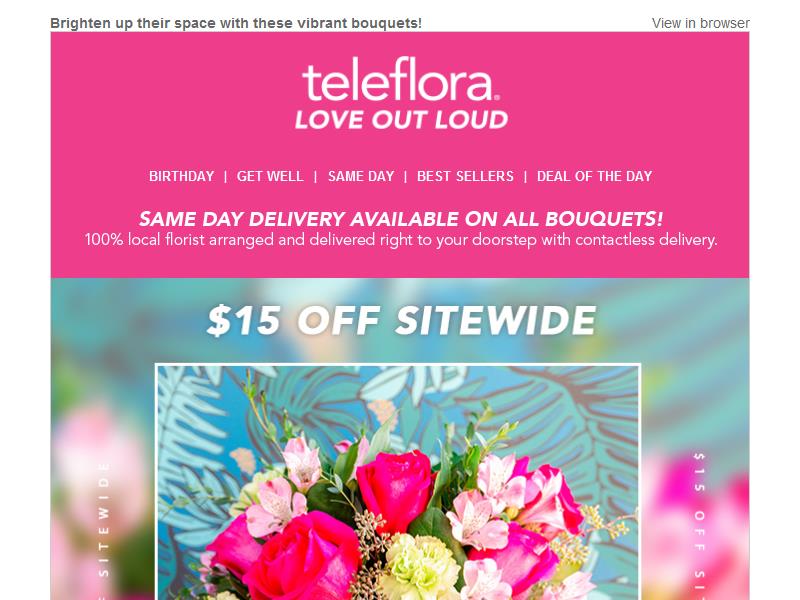 Brighten up their space with these vibrant bouquets!
View in browser
teleflora.
LOVE OUT LOUD
BIRTHDAY | GET WELL | SAME DAY | BEST SELLERS | DEAL OF THE DAY
SAME DAY DELIVERY AVAILABLE ON ALL BOUQUETS!
100% local florist arranged and delivered right to your doorstep with contactless delivery.
$15 OFF SITEWIDE
SITEWIDE
$15 OFF